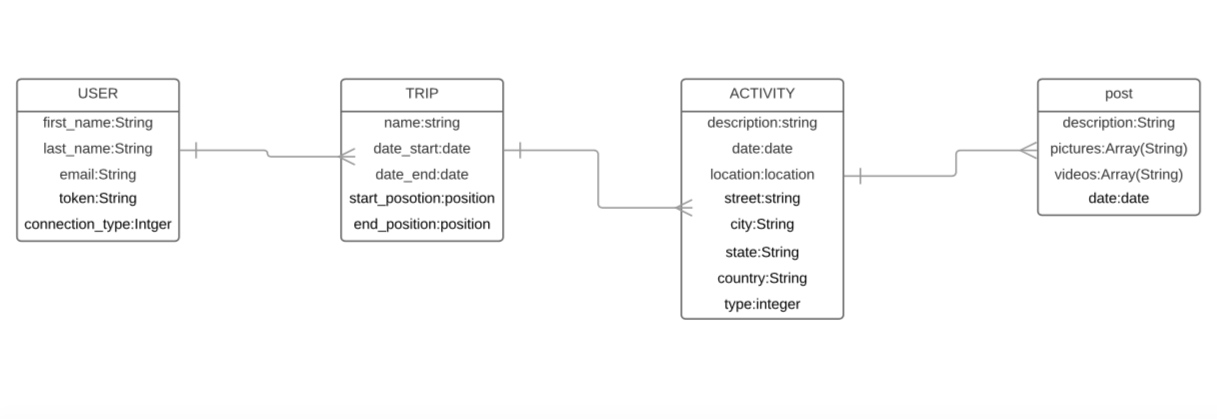 USER
first_name:String
last_name:String
email:String
token:String
connection_type:Intger
TRIP
name:string
date_start:date
date_end:date
start_posotion:position
end_position:position
ACTIVITY
description:string
date:date
location:location
street:string
city:String
state:String
country:String
type:integer
post
description:String
pictures:Array(String)
videos:Array(String)
date:date